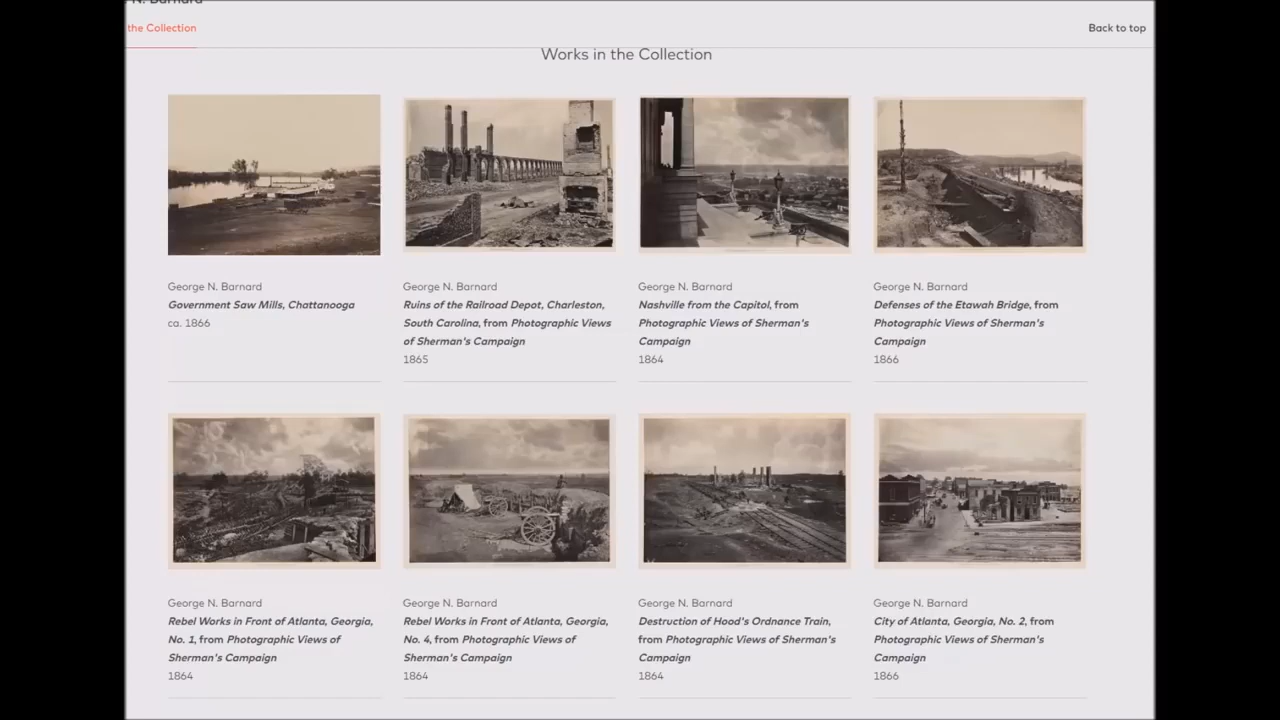 N. Barnard
the Collection
Back to top
Works in the Collection
George N. Barnard
Government Saw Mills, Chattanooga
ca. 1866
George N. Barnard
Ruins of the Railroad Depot, Charleston,
South Carolina, from Photographic Views
of Sherman's Campaign
1865
George N. Barnard
Nashville from the Capitol, from
Photographic Views of Sherman's
Campaign
1864
George N. Barnard
Defenses of the Etawah Bridge, from
Photographic Views of Sherman's
Campaign
1866
George N. Barnard
Rebel Works in Front of Atlanta, Georgia,
No. 1, from Photographic Views of
Sherman's Campaign
1864
George N. Barnard
Rebel Works in Front of Atlanta, Georgia,
No. 4, from Photographic Views of
Sherman's Campaign
1864
George N. Barnard
Destruction of Hood's Ordnance Train,
from Photographic Views of Sherman's
Campaign
1864
George N. Barnard
City of Atlanta, Georgia, No. 2, from
Photographic Views of Sherman's
Campaign
1866